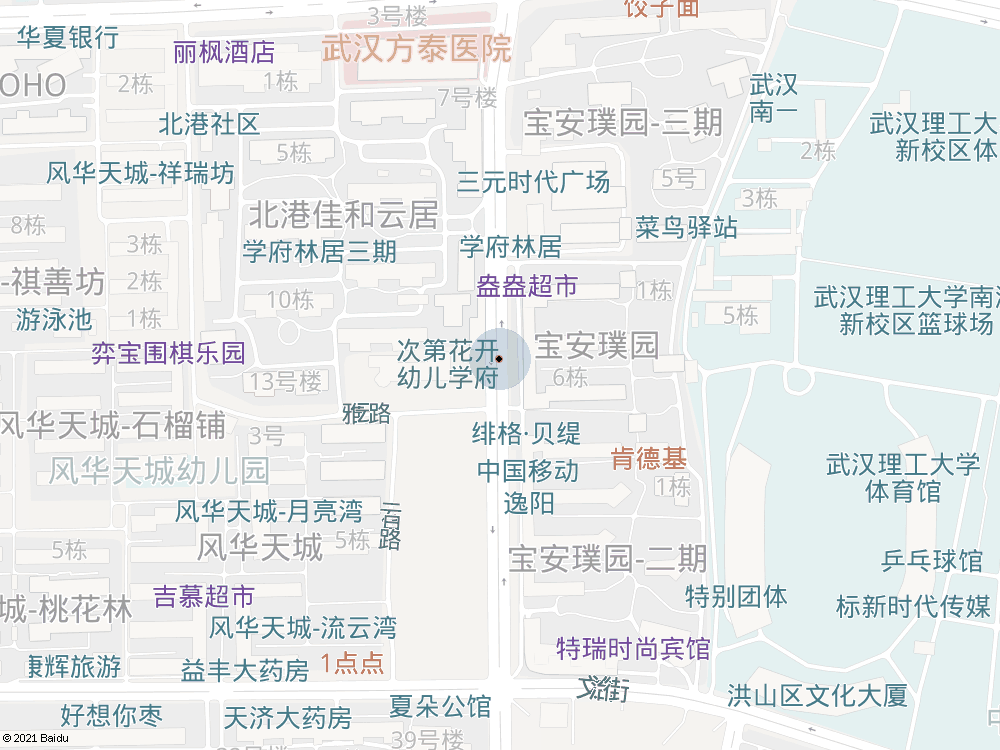 3号楼
饺子面
华夏银行
丽枫酒店
武汉方泰医院
OHO
2栋
1栋
武汉
南一
7号楼
北港社区
宝安璞园-三期
武汉理工大
新校区体
5栋
2栋
风华天城-祥瑞坊
三元时代广场
5号
3栋
8栋
北港佳和云居
菜鸟驿站
3栋
学府林居三期
学府林居
-祺善坊
2栋
盎盎超市
1栋
10栋
武汉理工大学南湖
新校区篮球场
游泳池
1栋
5栋
弈宝围棋乐园
次第花开
幼儿学府
宝安璞园
13号楼
6栋
雅匠路
风华天城-石榴铺
3号
绯格·贝缇
风华天城幼儿园
中国移动
肯德基
武汉理工大学
体育馆
1栋
逸阳
风华天城-月亮湾
风华天城
5栋
5栋
宝安璞园-二期
乒乓球馆
吉慕超市
特别团体
城-桃花林
标新时代传媒
风华天城-流云湾
特瑞时尚宾馆
康辉旅游
益丰大药房
1点点
文澜街
洪山区文化大厦
好想你枣
天济大药房
夏朵公馆
39号楼
© 2021 Baidu